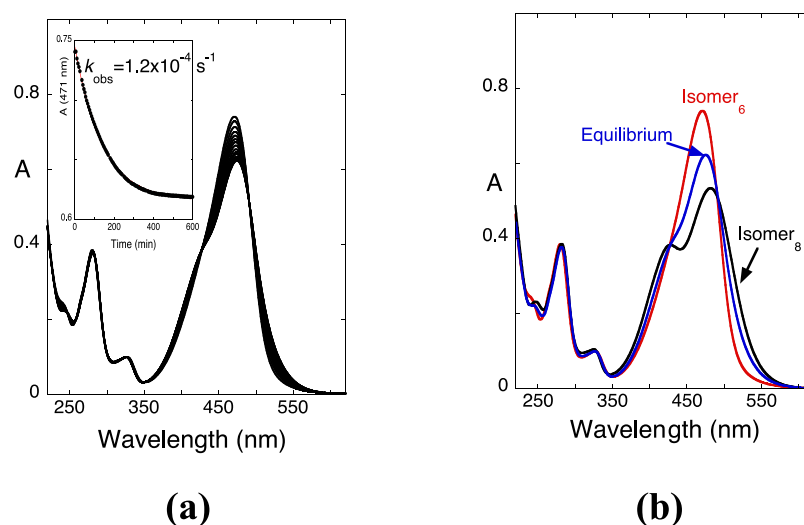 0.8
A
0.4
0
250
350
450
550
Wavelength (nm)
0.75
A (471 nm)
0.6
k obs =1.2x10-4 s-1
0
200
400
600
Time (min)
(a)
0.8
A
0.4
0
250
350
450
550
Wavelength (nm)
Isomer6
Equilibrium
Isomer8
(b)